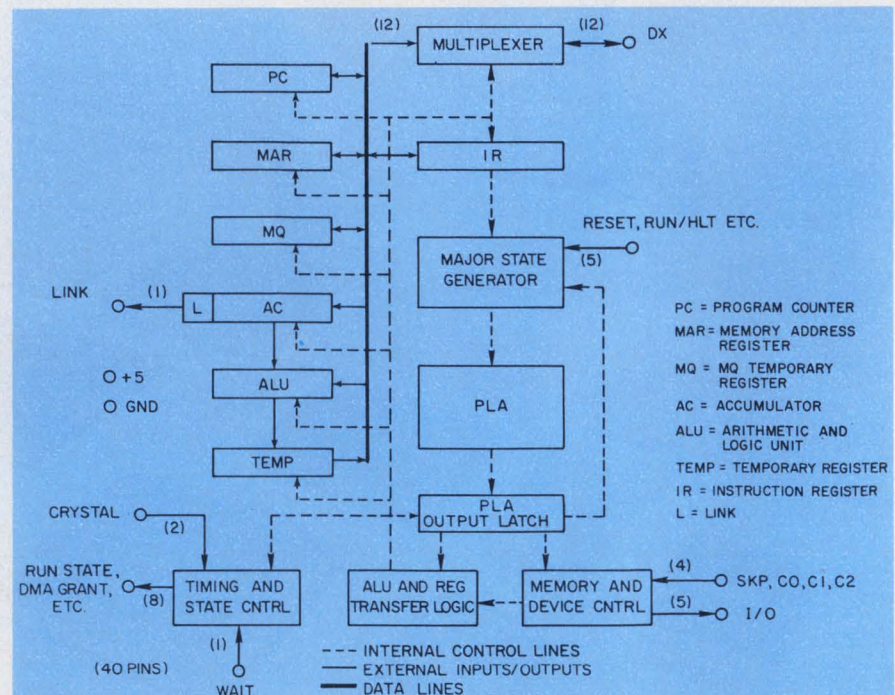 (12)
MULTIPLEXER
(12)
DX
PC
MAR
IR
MQ
RESET, RUN/HLT ETC.
(5)
MAJOR STATE
GENERATOR
LINK
(1)
L
AC
+5
GND
ALU
PLA
TEMP
PC = PROGRAM COUNTER
MAR= MEMORY ADDRESS
REGISTER
MQ = MQ TEMPORARY
REGISTER
AC = ACCUMULATOR
ALU = ARITHMETIC AND
LOGIC UNIT
TEMP = TEMPORARY REGISTER
IR = INSTRUCTION REGISTER
L = LINK
PLA
OUTPUT LATCH
CRYSTAL
(2)
RUN STATE,
DMA GRANT,
ETC.
(8)
TIMING AND
STATE CNTRL
ALU AND REG
TRANSFER LOGIC
MEMORY AND
DEVICE CNTRL
(4)
SKP, C0, C1, C2
(5)
I/O
(1)
(40 PINS)
WAIT
INTERNAL CONTROL LINES
EXTERNAL INPUTS/OUTPUTS
DATA LINES